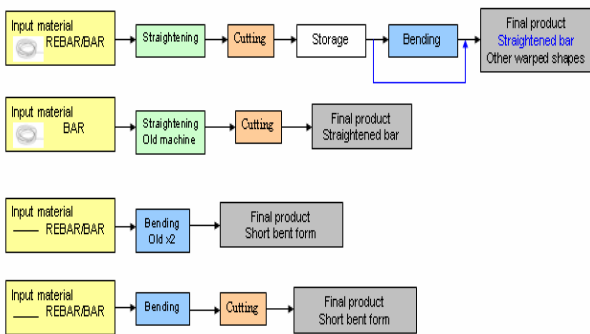 Input material
REBAR/BAR
Straightening
Cutting
Storage
Bending
Final product
Straightened bar
Other warped shapes
Input material
BAR
Straightening
Old machine
Cutting
Final product
Straightened bar
Input material
REBAR/BAR
Bending
Old x2
Final product
Short bent form
Input material
REBAR/BAR
Bending
Cutting
Final product
Short bent form